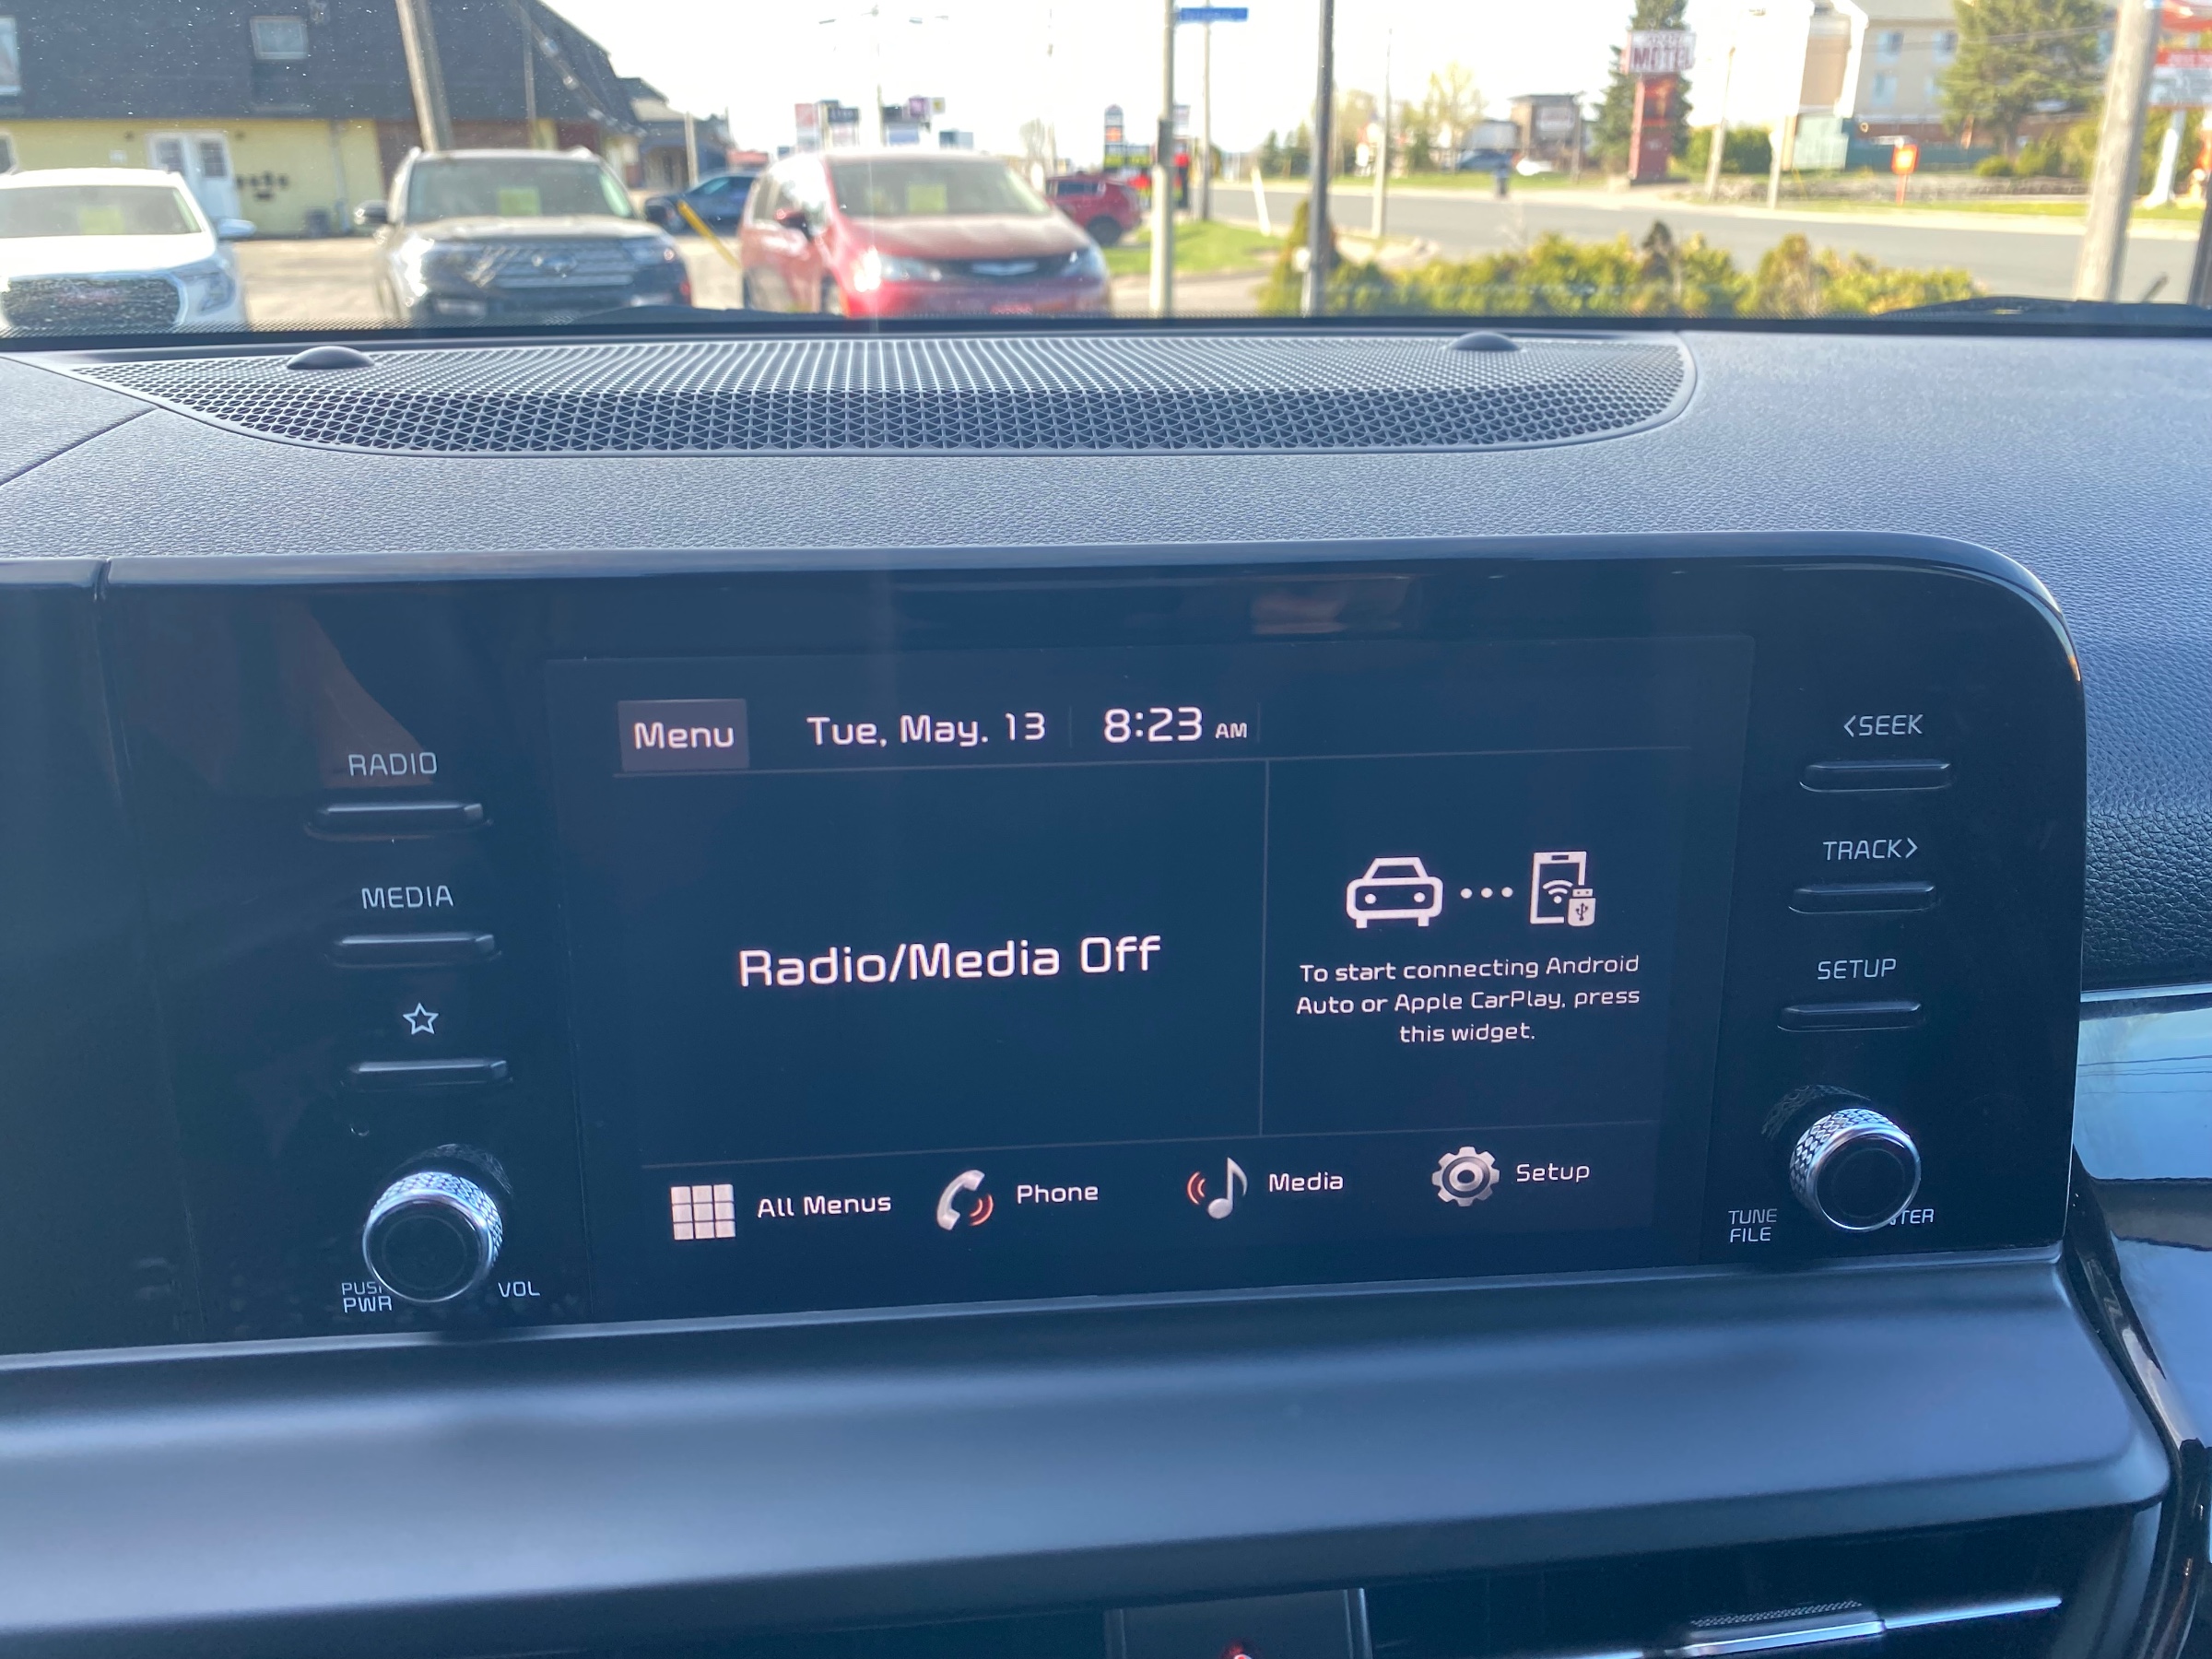 MOTEL
Menu
Tue, May. 13
8:23 AM
RADIO
MEDIA
Radio/Media Off
To start connecting Android
Auto or Apple CarPlay, press
this widget.
<SEEK
TRACK>
SETUP
All Menus
Phone
Media
Setup
PWR
VOL
TUNE
FILE